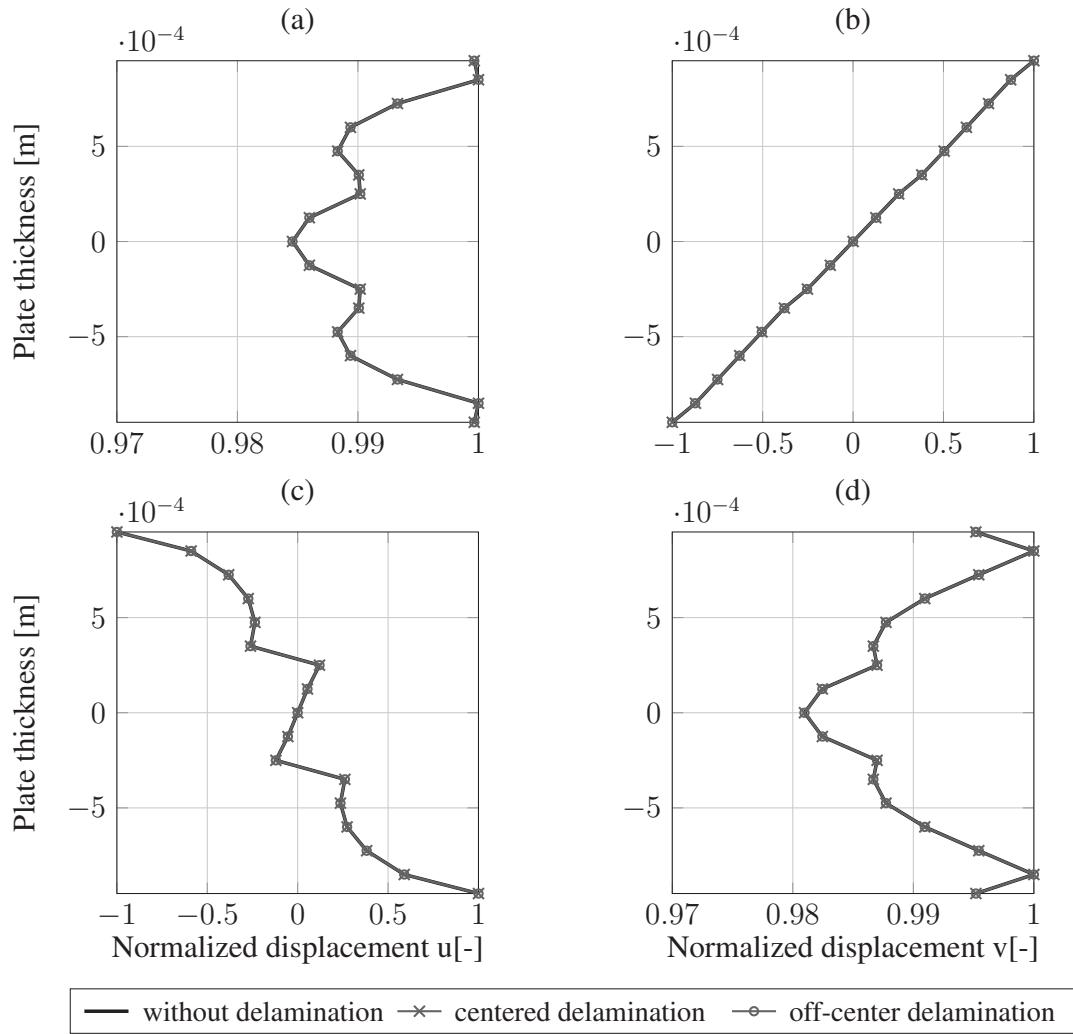 (a)
(b)
·10−4
·10−4
Plate thickness [m]
5
0
−5
5
0
−5
0.97 0.98 0.99 1
−1 −0.5 0 0.5 1
(c)
(d)
·10−4
·10−4
Plate thickness [m]
5
0
−5
5
0
−5
−1 −0.5 0 0.5 1
0.97 0.98 0.99 1
Normalized displacement u[-]
Normalized displacement v[-]
without delamination centered delamination off-center delamination